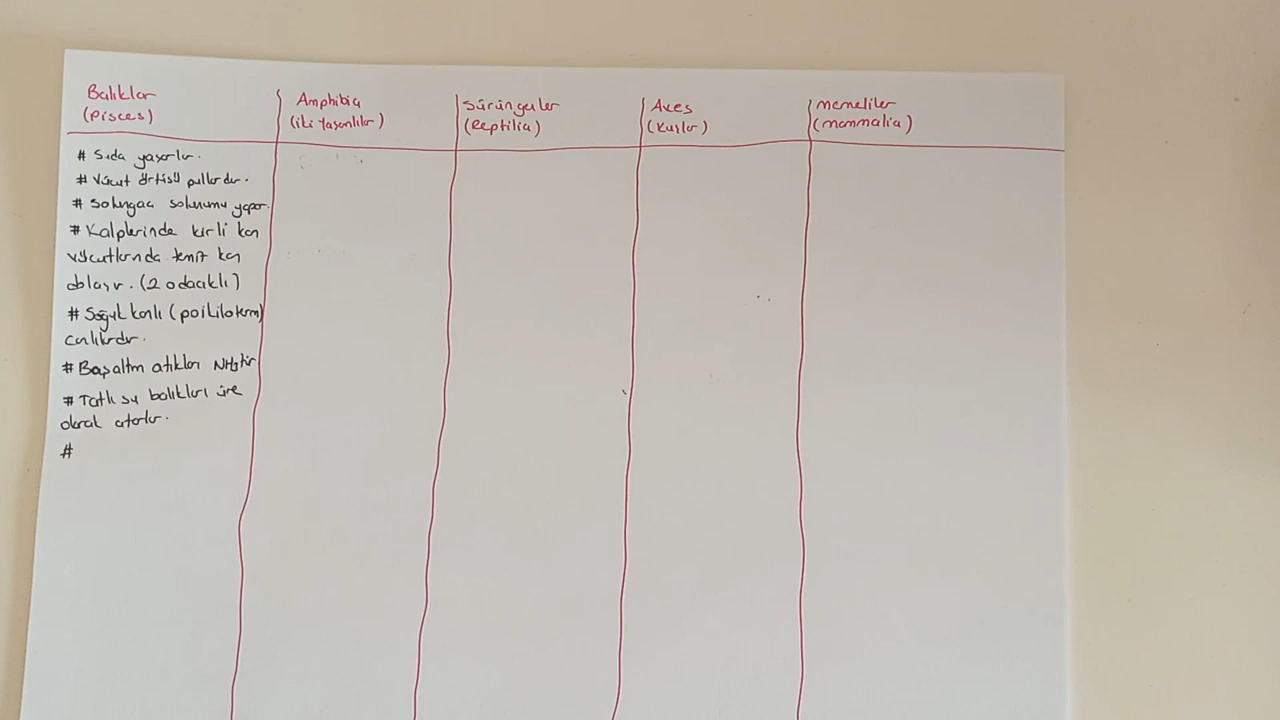 Balıklar
(Pisces)
Amphibia
(iki Yaşamlılar)
Sürüngenler
(Reptilia)
Aves
(Kuşlar)
memeliler
(mammalia)
# Suda yaşarlar.
# Vücut örtüsü pullardır.
# Solungaç solunumu yapar.
# Kalplerinde kirli kan
vücutlarında temiz kan
dolaşır. (2 odacıklı)
# Soğuk kanlı (poikiloterm)
canlılardır.
# Boşaltım atıkları NH3'tür
# Tatlı su balıkları üre
olarak atarlar.
#